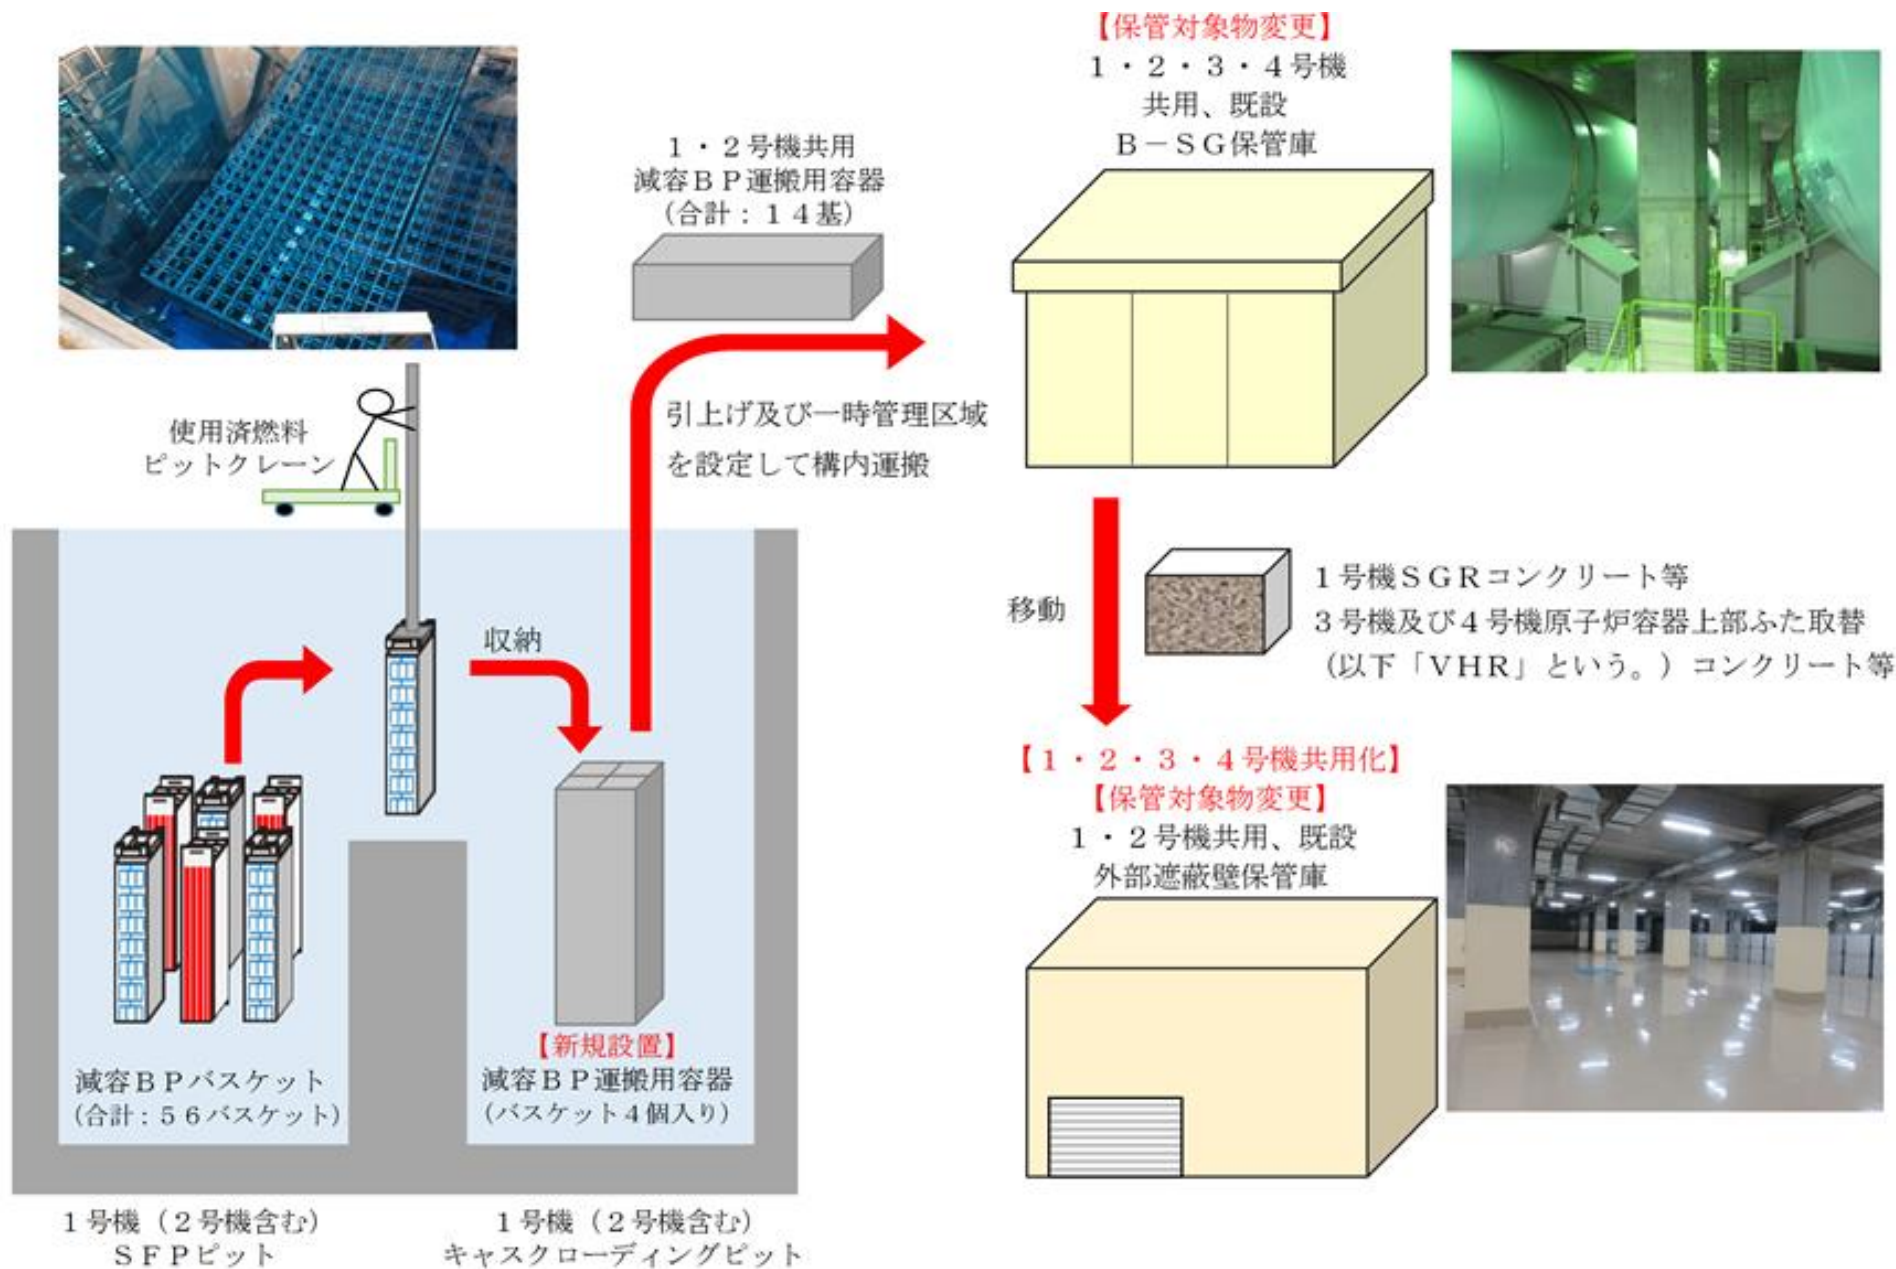 【保管対象物変更】
1・2・3・4号機
共用、既設
B-SG保管庫
1・2号機共用
減容BP運搬用容器
(合計:14基)
使用済燃料
ピットクレーン
引上げ及び一時管理区域
を設定して構内運搬
収納
移動
1号機SGRコンクリート等
3号機及び4号機原子炉容器上部ふた取替
(以下「VHR」という。)コンクリート等
【1・2・3・4号機共用化】
【保管対象物変更】
1・2号機共用、既設
外部遮蔽壁保管庫
減容BPバスケット
(合計:56バスケット)
【新規設置】
減容BP運搬用容器
(バスケット4個入り)
1号機(2号機含む)
SFPピット
1号機(2号機含む)
キャスクローディングピット